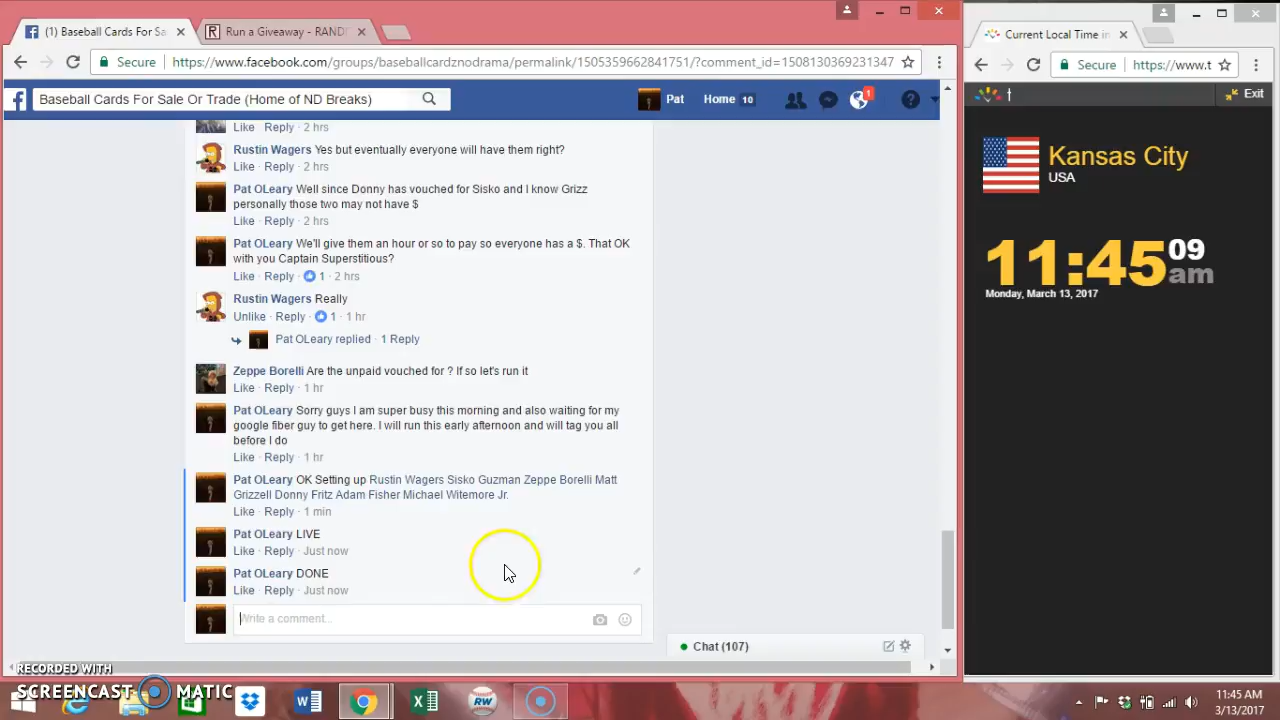 (1) Baseball Cards For Sa
Run a Giveaway - RAND
Current Local Time in
Secure
https://www.facebook.com/groups/baseballcardznodrama/permalink/1505359662841751/?comment_id=1508130369231347
Secure
https://www.t
Baseball Cards For Sale Or Trade (Home of ND Breaks)
Pat
Home 10
1
t
Exit
Like · Reply · 2 hrs
Rustin Wagers Yes but eventually everyone will have them right?
Like · Reply · 2 hrs
Pat OLeary Well since Donny has vouched for Sisko and I know Grizz
personally those two may not have $
Like · Reply · 2 hrs
Pat OLeary We'll give them an hour or so to pay so everyone has a $. That OK
with you Captain Superstitious?
Like · Reply · 1 · 2 hrs
Rustin Wagers Really
Unlike · Reply · 1 · 1 hr
Pat OLeary replied · 1 Reply
Zeppe Borelli Are the unpaid vouched for ? If so let's run it
Like · Reply · 1 hr
Pat OLeary Sorry guys I am super busy this morning and also waiting for my
google fiber guy to get here. I will run this early afternoon and will tag you all
before I do
Like · Reply · 1 hr
Pat OLeary OK Setting up Rustin Wagers Sisko Guzman Zeppe Borelli Matt
Grizzell Donny Fritz Adam Fisher Michael Witemore Jr.
Like · Reply · 1 min
Pat OLeary LIVE
Like · Reply · Just now
Pat OLeary DONE
Like · Reply · Just now
Write a comment...
Chat (107)
Kansas City
USA
11:45 09
am
Monday, March 13, 2017
RECORDED WITH
SCREENCAST MATIC
RW
11:45 AM
3/13/2017